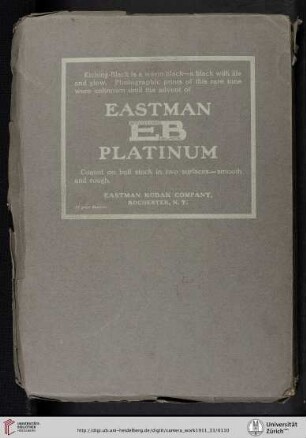 Etching-Black is a warm black—a black with life
and glow. Photographic prints of this rare tone
were unknown until the advent of
EASTMAN
EB
PLATINUM
Coated on buff stock in two surfaces—smooth
and rough.
EASTMAN KODAK COMPANY,
ROCHESTER, N. Y.
UNIVERSITÄTS-
BIBLIOTHEK
HEIDELBERG
Universität
Zürich